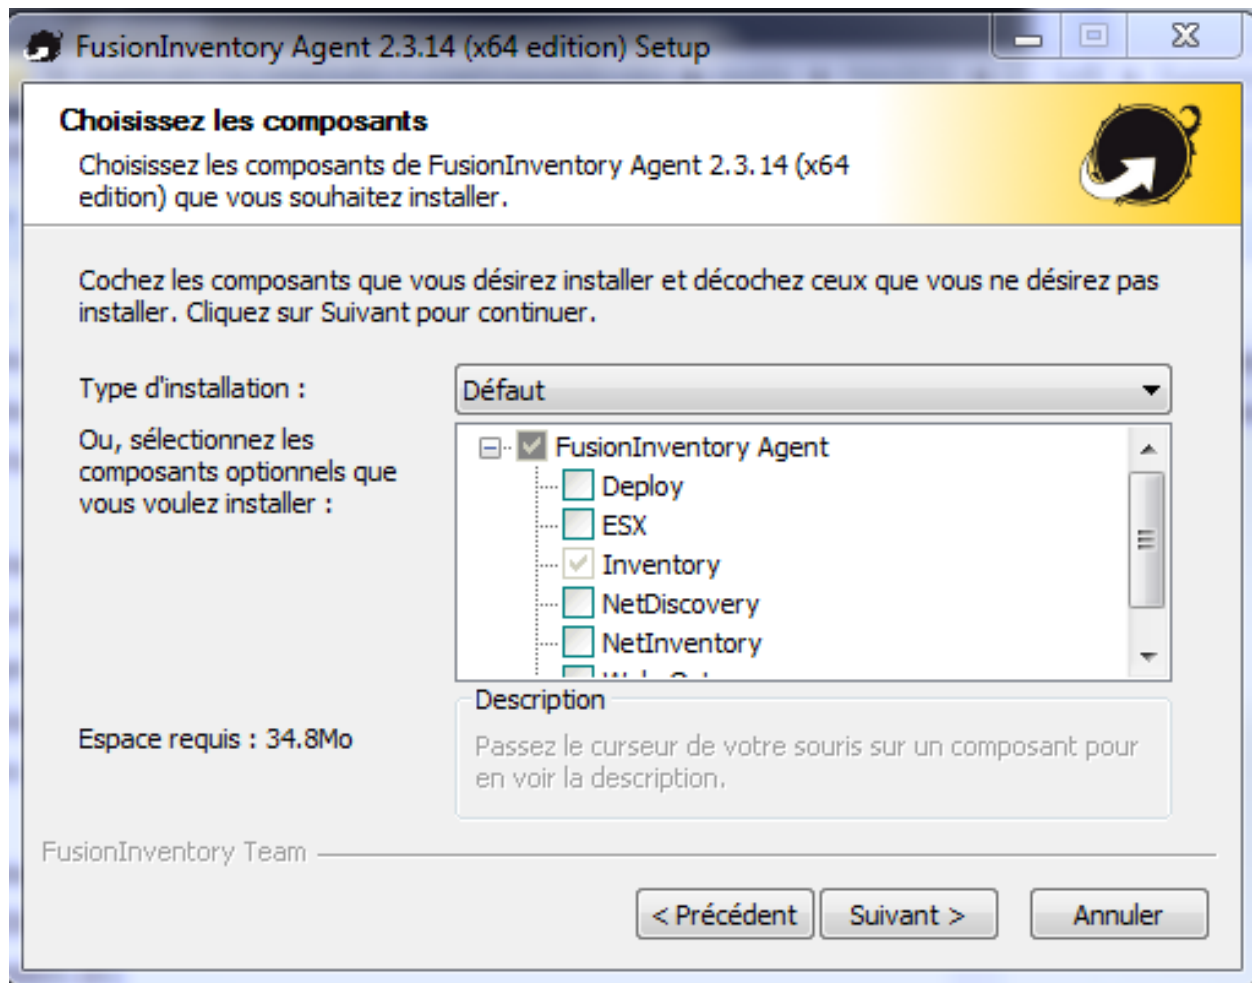 FusionInventory Agent 2.3.14 (x64 edition) Setup
Choisissez les composants
Choisissez les composants de FusionInventory Agent 2.3.14 (x64
edition) que vous souhaitez installer.
Cochez les composants que vous désirez installer et décochez ceux que vous ne désirez pas
installer. Cliquez sur Suivant pour continuer.
Type d'installation :
Défaut
Ou, sélectionnez les
composants optionnels que
vous voulez installer :
FusionInventory Agent
Deploy
ESX
Inventory
NetDiscovery
NetInventory
Espace requis : 34.8Mo
Description
Passez le curseur de votre souris sur un composant pour
en voir la description.
FusionInventory Team
< Précédent
Suivant >
Annuler